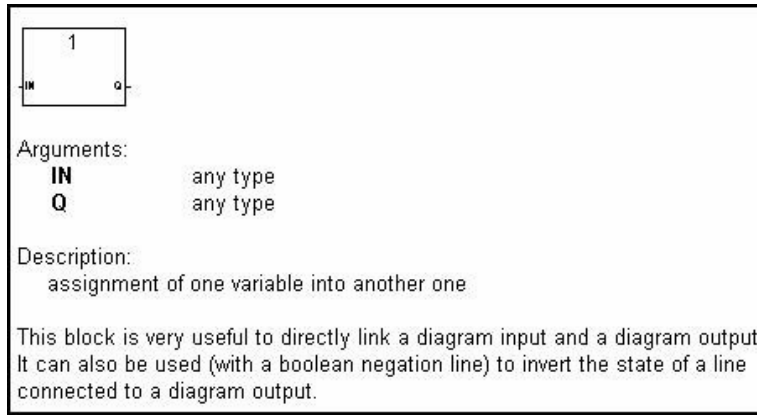 1
IN Q
Arguments:
IN any type
Q any type
Description:
assignment of one variable into another one
This block is very useful to directly link a diagram input and a diagram output
It can also be used (with a boolean negation line) to invert the state of a line
connected to a diagram output.